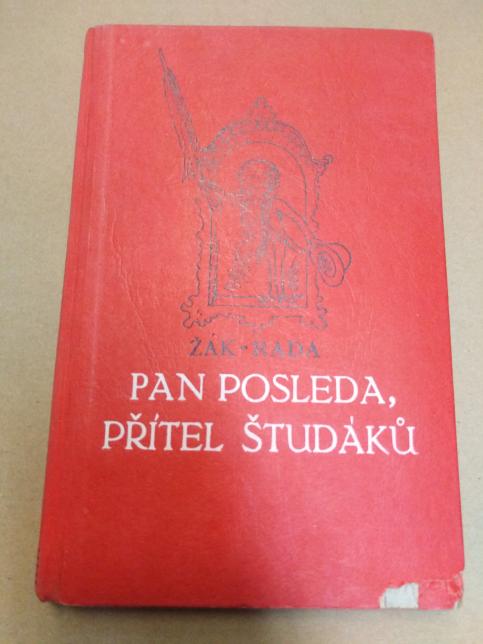 ŽÁK-RADA
PAN POSLEDA,
PŘÍTEL ŠTUDÁKŮ